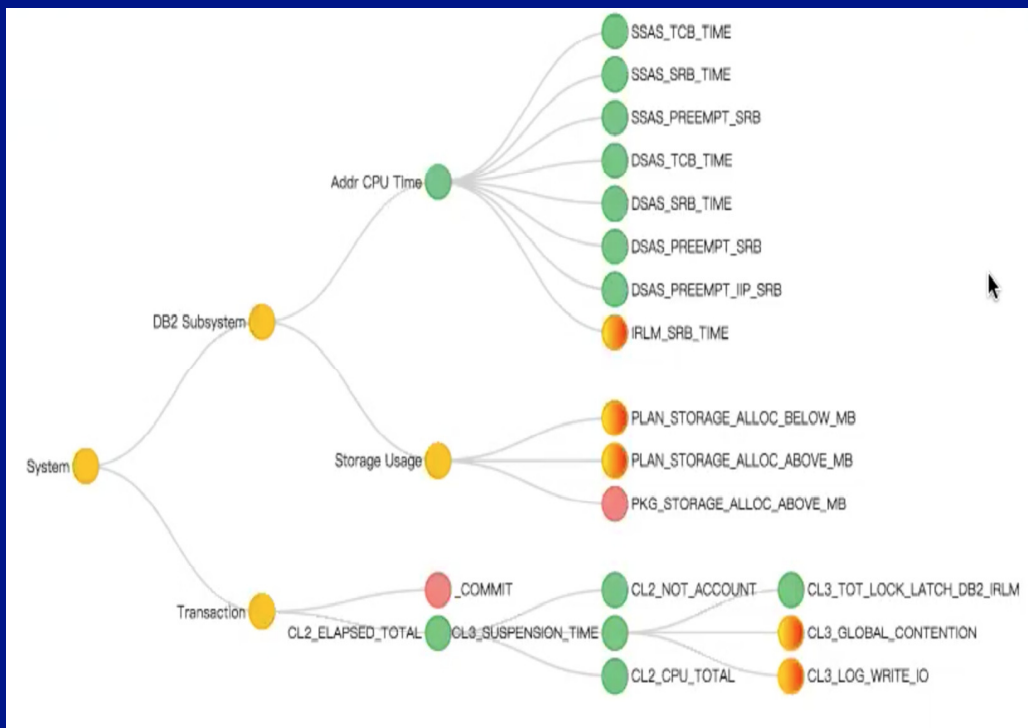 SSAS_TCB_TIME
SSAS_SRB_TIME
SSAS_PREEMPT_SRB
DSAS_TCB_TIME
Addr CPU Time
DSAS_SRB_TIME
DSAS_PREEMPT_SRB
DSAS_PREEMPT_IIP_SRB
DB2 Subsystem
IRLM_SRB_TIME
PLAN_STORAGE_ALLOC_BELOW_MB
Storage Usage
PLAN_STORAGE_ALLOC_ABOVE_MB
System
PKG_STORAGE_ALLOC_ABOVE_MB
_COMMIT
CL2_NOT_ACCOUNT
CL3_TOT_LOCK_LATCH_DB2_IRLM
Transaction
CL2_ELAPSED_TOTAL
CL3_SUSPENSION_TIME
CL3_GLOBAL_CONTENTION
CL2_CPU_TOTAL
CL3_LOG_WRITE_IO